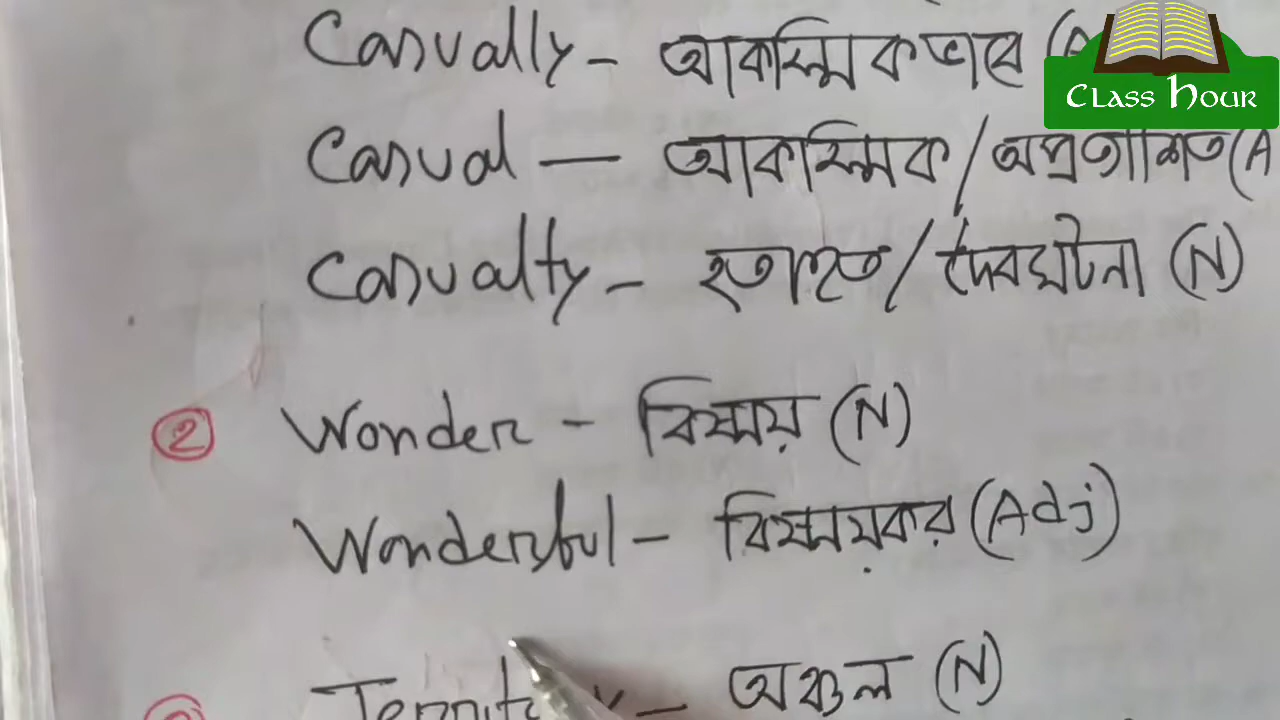 Casually - আকস্মিকভাবে (A
CLASS HOUR
Casual — আকস্মিক/অপ্রত্যাশিত (A
Casualty - হতাহত/দৈবঘটনা (N)
② Wonder - বিস্ময় (N)
Wonderful - বিস্ময়কর (Adj)
- অঞ্চল (N)